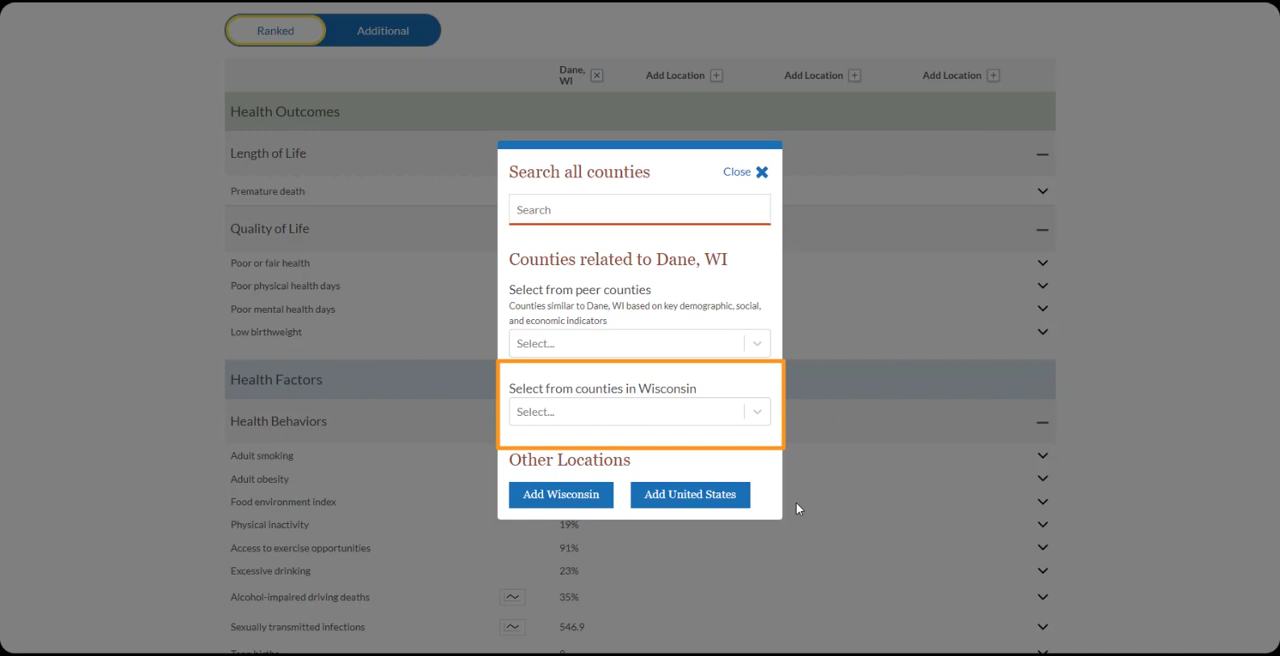 Ranked
Additional
Dane,
WI
Add Location
Add Location
Add Location
Health Outcomes
Length of Life
Premature death
Quality of Life
Poor or fair health
Poor physical health days
Poor mental health days
Low birthweight
Health Factors
Health Behaviors
Adult smoking
Adult obesity
Food environment index
Physical inactivity
19%
Access to exercise opportunities
91%
Excessive drinking
23%
Alcohol-impaired driving deaths
35%
Sexually transmitted infections
546.9
Teen births
Search all counties
Close
Search
Counties related to Dane, WI
Select from peer counties
Counties similar to Dane, WI based on key demographic, social,
and economic indicators
Select...
Select from counties in Wisconsin
Select...
Other Locations
Add Wisconsin
Add United States